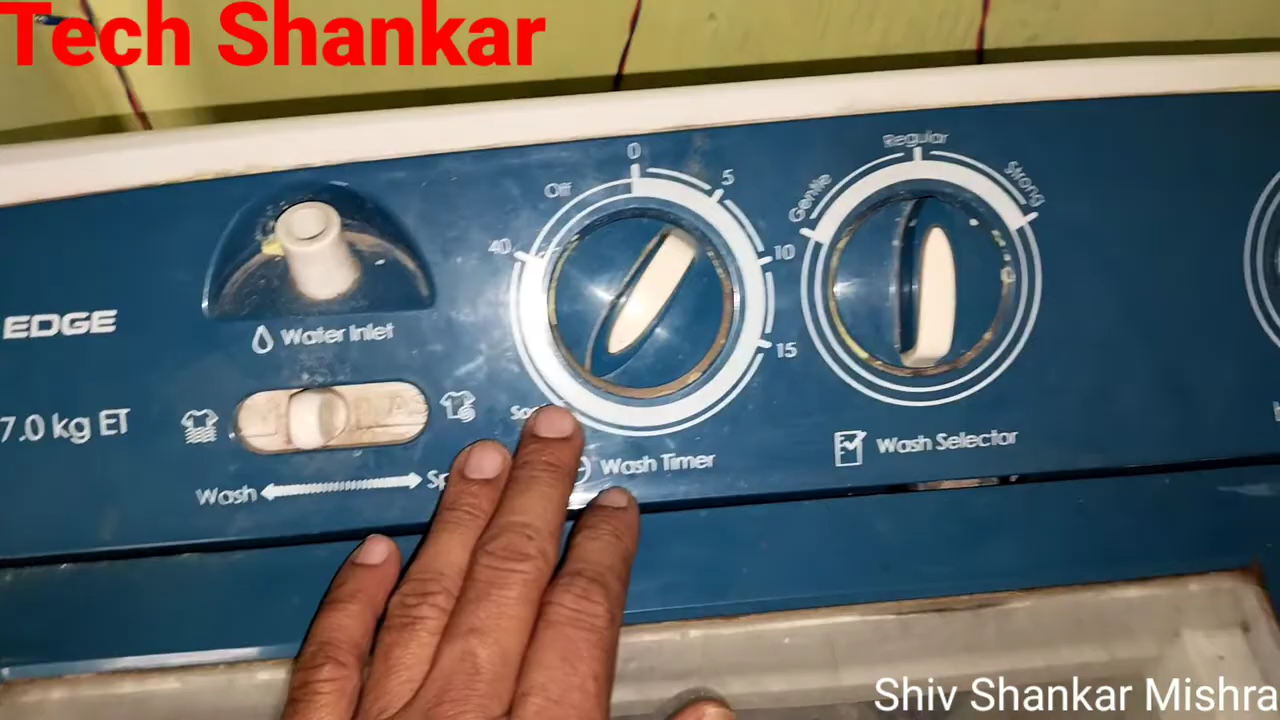 Tech Shankar
Regular
0
Gentle
Strong
Off
5
40
10
15
EDGE
Water Inlet
7.0 kg ET
Wash
Wash Timer
Wash Selector
Shiv Shankar Mishra